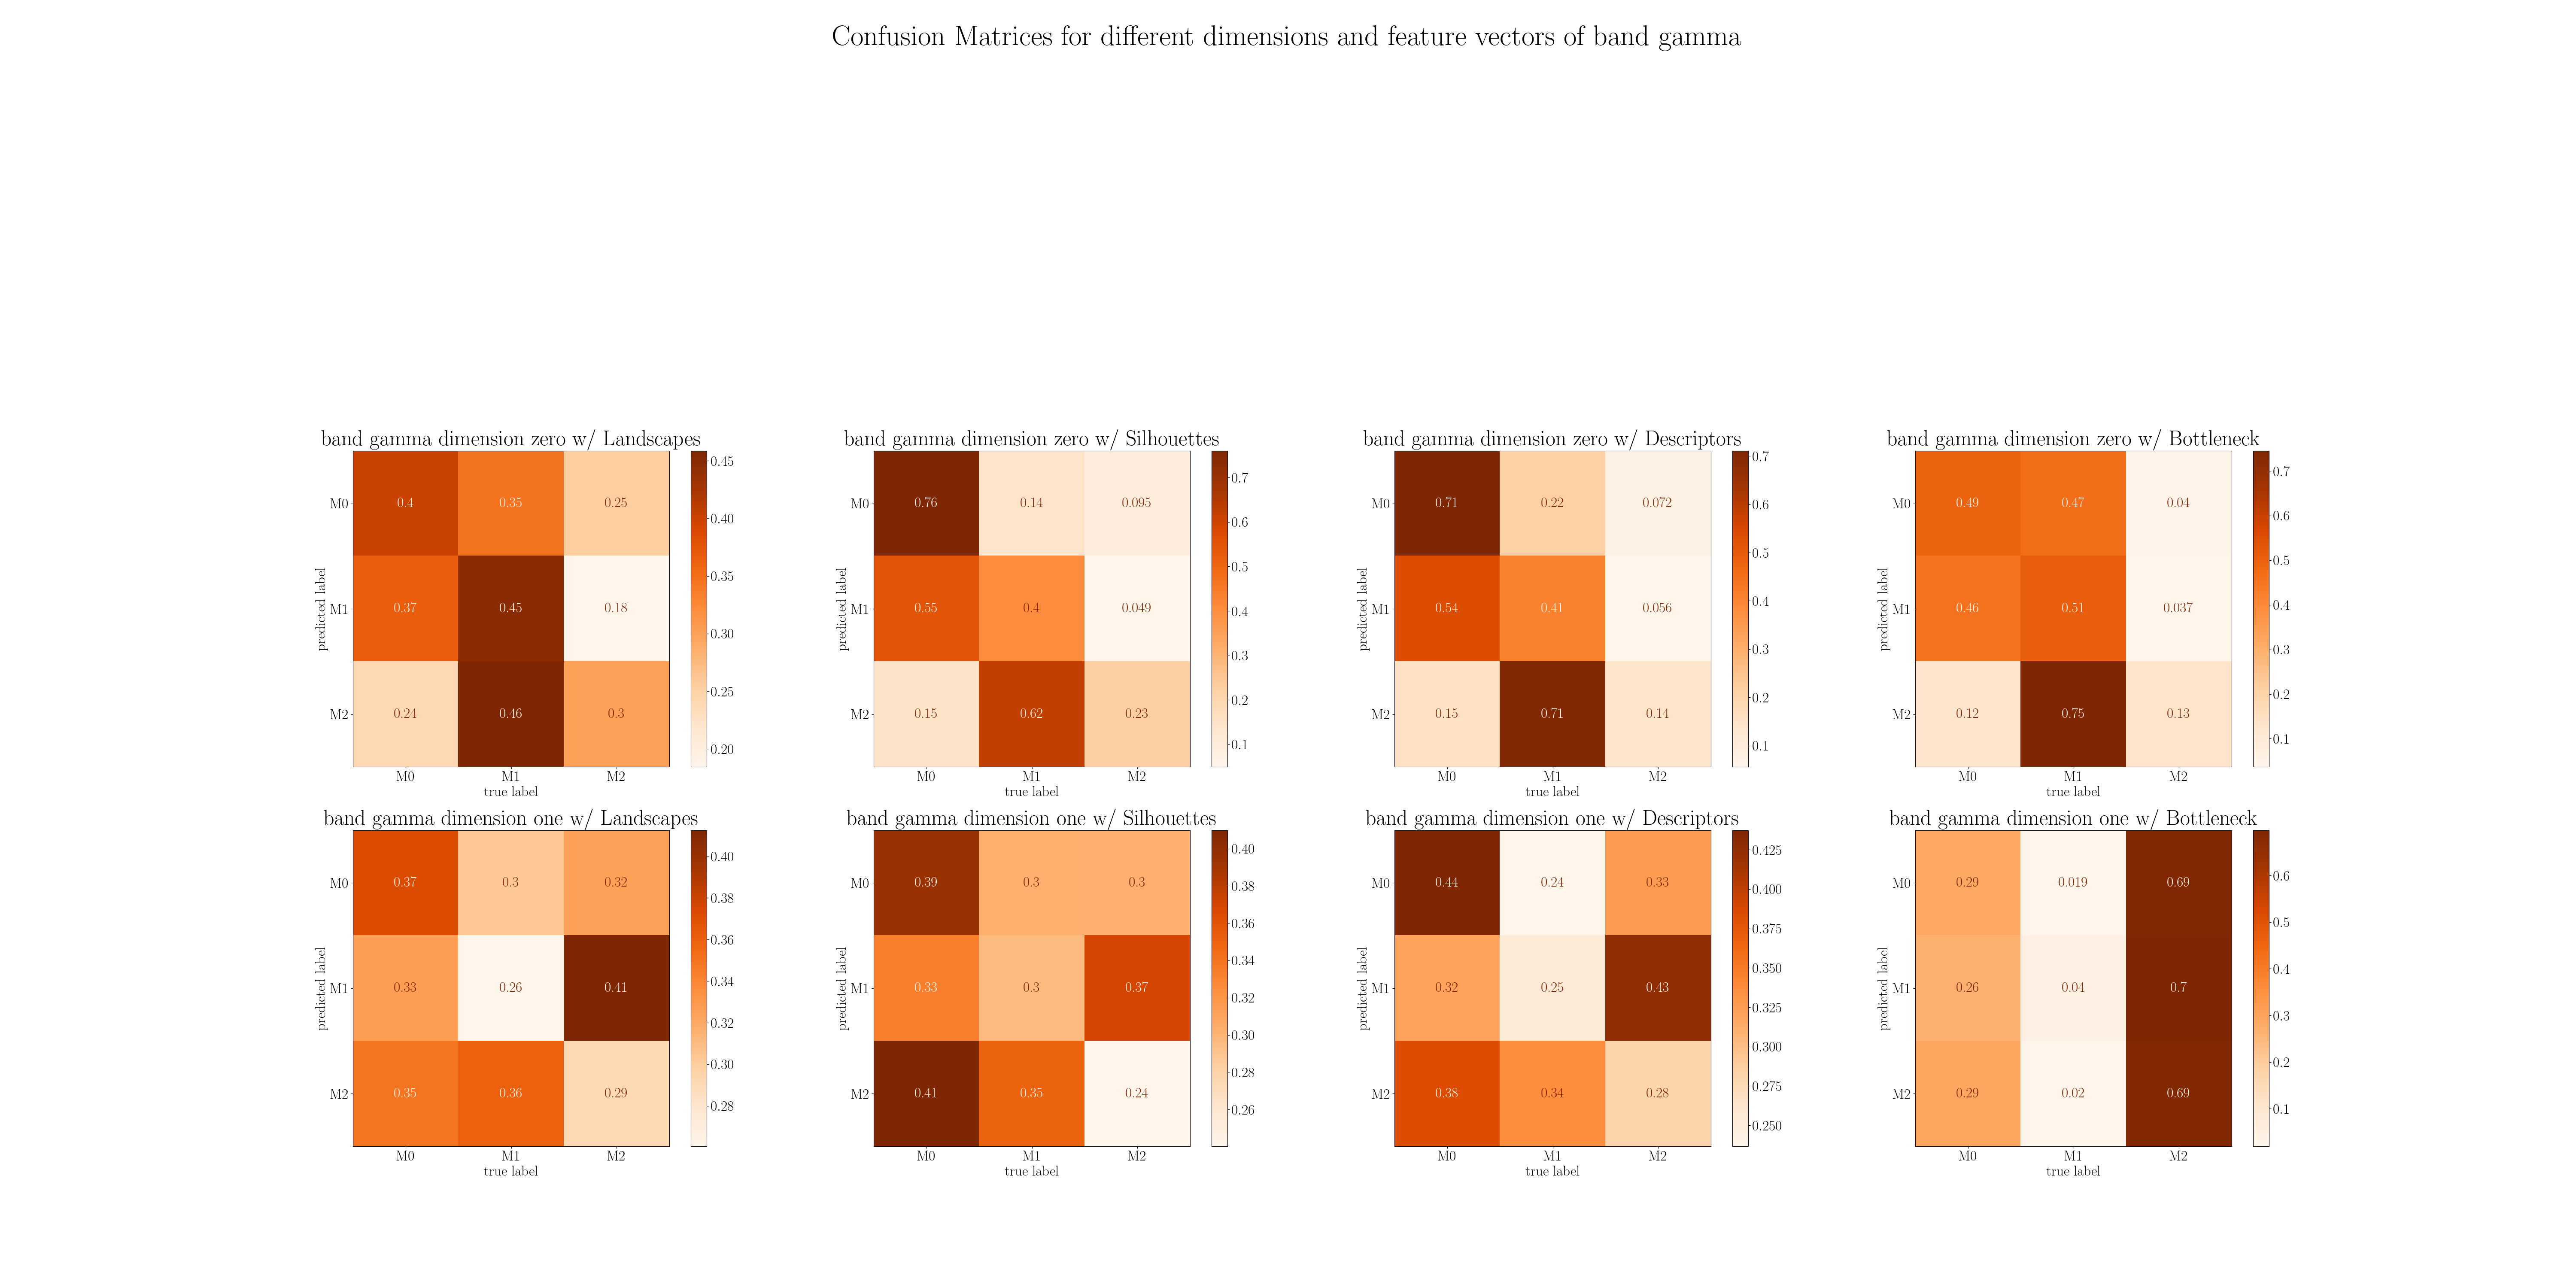 Confusion Matrices for different dimensions and feature vectors of band gamma
band gamma dimension zero w/ Landscapes
predicted label
M0 0.4 0.35 0.25
M1 0.37 0.45 0.18
M2 0.24 0.46 0.3
M0 M1 M2
true label
0.45
0.40
0.35
0.30
0.25
0.20
band gamma dimension zero w/ Silhouettes
predicted label
M0 0.76 0.14 0.095
M1 0.55 0.4 0.049
M2 0.15 0.62 0.23
M0 M1 M2
true label
0.7
0.6
0.5
0.4
0.3
0.2
0.1
band gamma dimension zero w/ Descriptors
predicted label
M0 0.71 0.22 0.072
M1 0.54 0.41 0.056
M2 0.15 0.71 0.14
M0 M1 M2
true label
0.7
0.6
0.5
0.4
0.3
0.2
0.1
band gamma dimension zero w/ Bottleneck
predicted label
M0 0.49 0.47 0.04
M1 0.46 0.51 0.037
M2 0.12 0.75 0.13
M0 M1 M2
true label
0.7
0.6
0.5
0.4
0.3
0.2
0.1
band gamma dimension one w/ Landscapes
predicted label
M0 0.37 0.3 0.32
M1 0.33 0.26 0.41
M2 0.35 0.36 0.29
M0 M1 M2
true label
0.40
0.38
0.36
0.34
0.32
0.30
0.28
band gamma dimension one w/ Silhouettes
predicted label
M0 0.39 0.3 0.3
M1 0.33 0.3 0.37
M2 0.41 0.35 0.24
M0 M1 M2
true label
0.40
0.38
0.36
0.34
0.32
0.30
0.28
0.26
band gamma dimension one w/ Descriptors
predicted label
M0 0.44 0.24 0.33
M1 0.32 0.25 0.43
M2 0.38 0.34 0.28
M0 M1 M2
true label
0.425
0.400
0.375
0.350
0.325
0.300
0.275
0.250
band gamma dimension one w/ Bottleneck
predicted label
M0 0.29 0.019 0.69
M1 0.26 0.04 0.7
M2 0.29 0.02 0.69
M0 M1 M2
true label
0.6
0.5
0.4
0.3
0.2
0.1